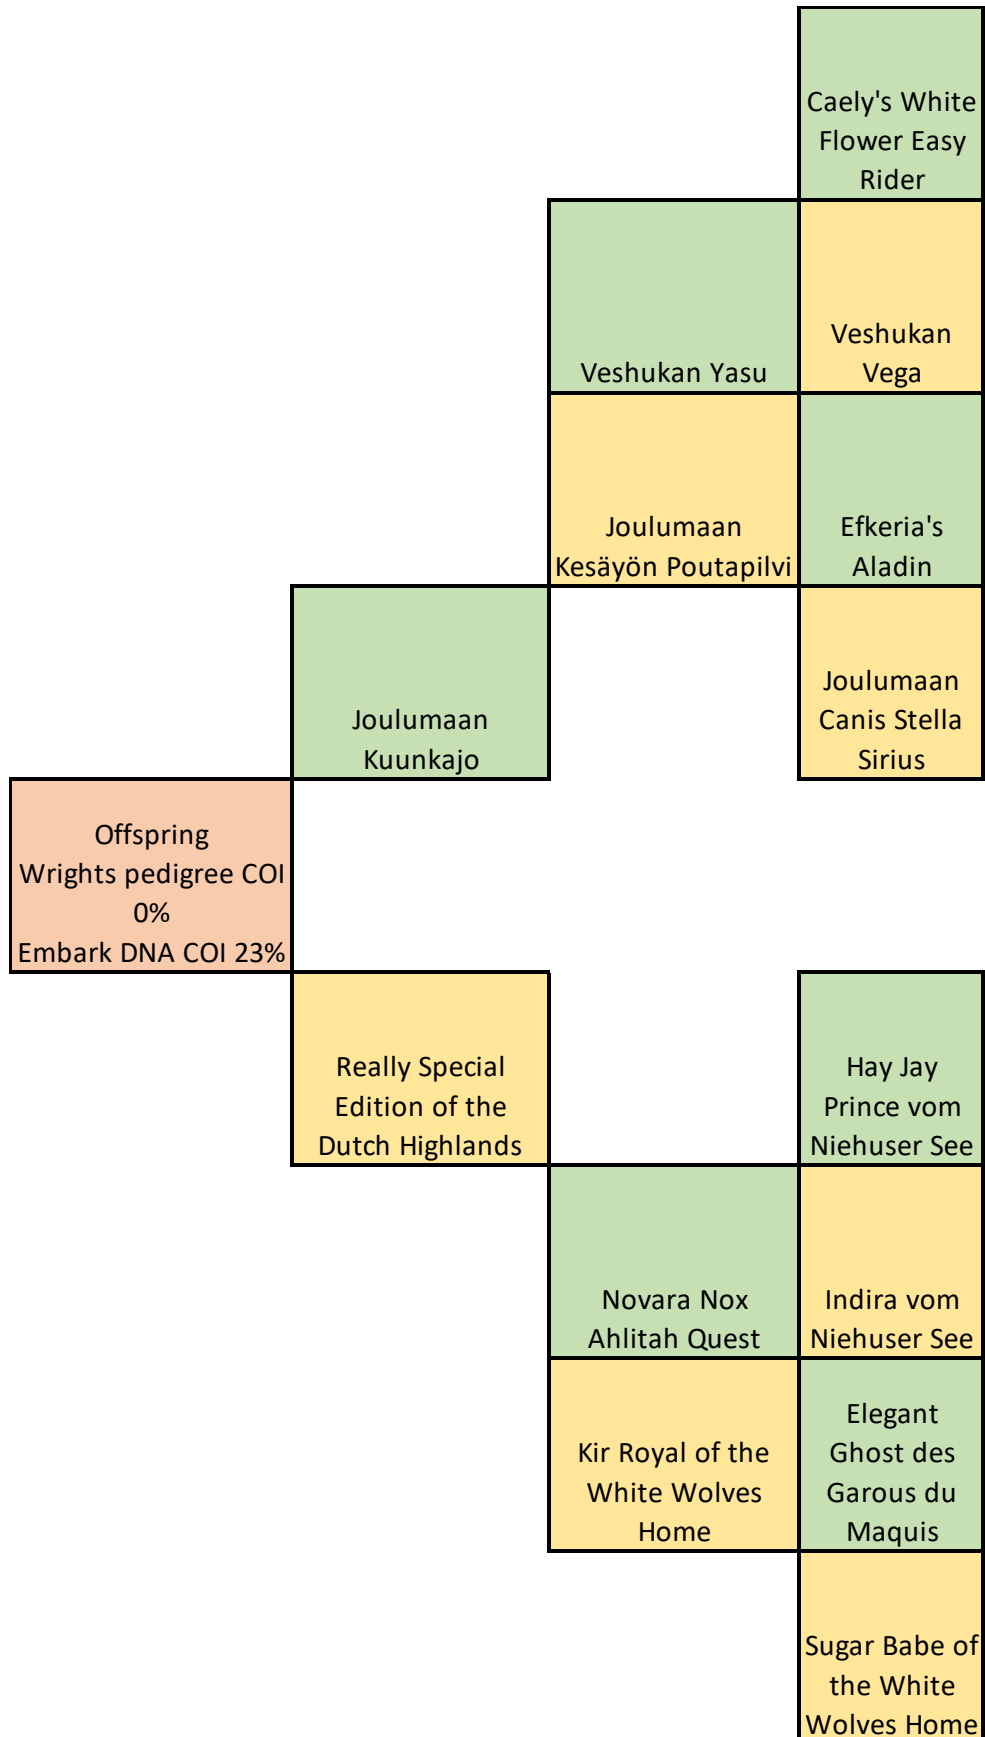 Caely's White
Flower Easy
Rider
Veshukan Yasu
Veshukan
Vega
Joulumaan
Kesäyön Poutapilvi
Efkeria's
Aladin
Joulumaan
Kuunkajo
Joulumaan
Canis Stella
Sirius
Offspring
Wrights pedigree COI
0%
Embark DNA COI 23%
Really Special
Edition of the
Dutch Highlands
Hay Jay
Prince vom
Niehuser See
Novara Nox
Ahlitah Quest
Indira vom
Niehuser See
Kir Royal of the
White Wolves
Home
Elegant
Ghost des
Garous du
Maquis
Sugar Babe of
the White
Wolves Home